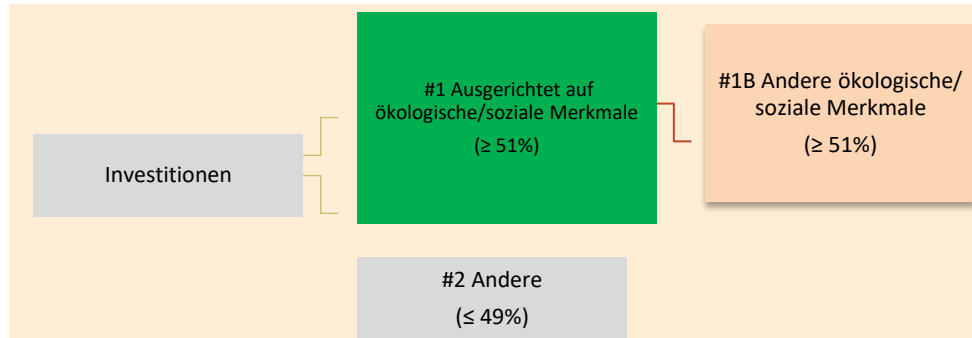 Investitionen
#1 Ausgerichtet auf
ökologische/soziale Merkmale
(≥ 51%)
#1B Andere ökologische/
soziale Merkmale
(≥ 51%)
#2 Andere
(≤ 49%)